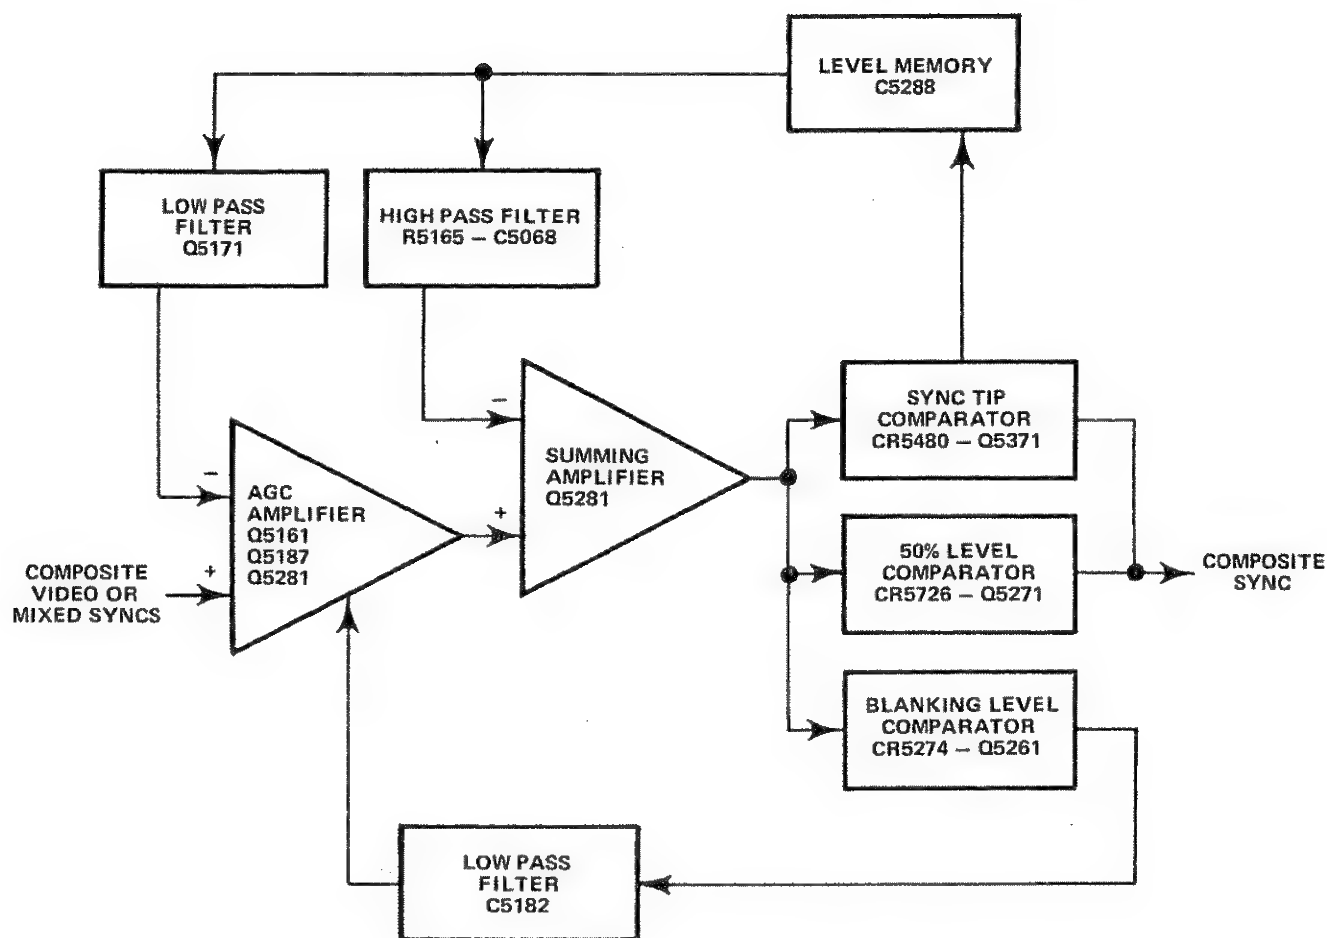 LEVEL MEMORY
C5288
LOW PASS
FILTER
Q5171
HIGH PASS FILTER
R5165 – C5068
–
–
+
+
AGC
AMPLIFIER
Q5161
Q5187
Q5281
SUMMING
AMPLIFIER
Q5281
SYNC TIP
COMPARATOR
CR5480 – Q5371
50% LEVEL
COMPARATOR
CR5726 – Q5271
COMPOSITE
SYNC
COMPOSITE
VIDEO OR
MIXED SYNCS
BLANKING LEVEL
COMPARATOR
CR5274 – Q5261
LOW PASS
FILTER
C5182